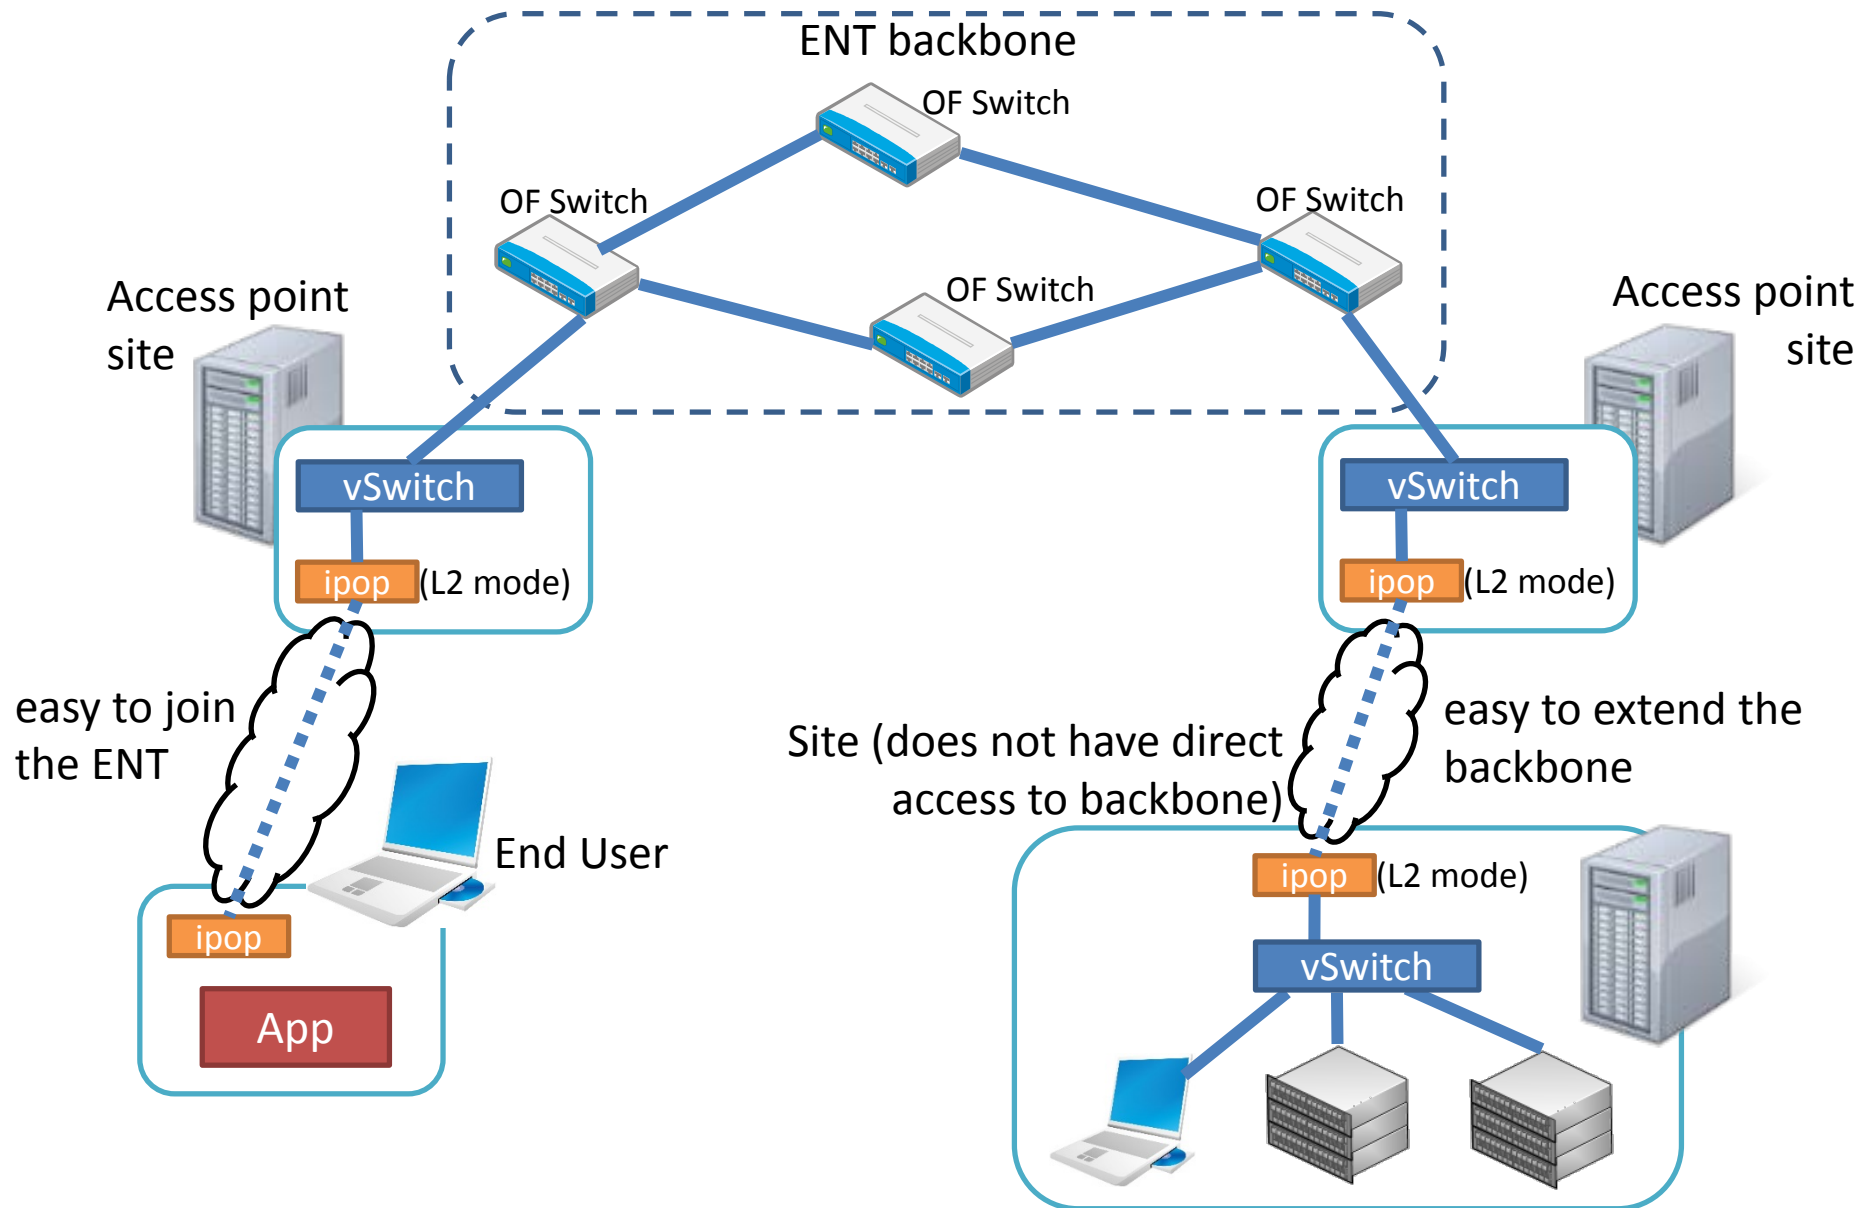 ENT backbone
OF Switch
OF Switch
OF Switch
OF Switch
Access point
site
Access point
site
vSwitch
ipop (L2 mode)
vSwitch
ipop (L2 mode)
easy to join
the ENT
End User
ipop
App
easy to extend the
backbone
Site (does not have direct
access to backbone)
ipop (L2 mode)
vSwitch